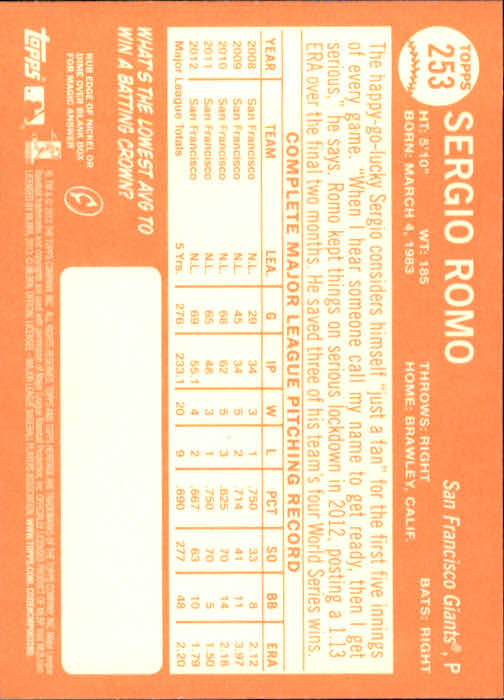 TOPPS
253
SERGIO ROMO
San Francisco Giants®, P
HT: 5'10" WT: 185 THROWS: RIGHT BATS: RIGHT
BORN: MARCH 4, 1983 HOME: BRAWLEY, CALIF.
The happy-go-lucky Sergio considers himself "just a fan" for the first five innings
of every game. "When I hear someone call my name to get ready, then I get
serious," he says. Romo kept things on serious lockdown in 2012, posting a 1.13
ERA over the final two months. He saved three of his team's four World Series wins.
COMPLETE MAJOR LEAGUE PITCHING RECORD
YEAR TEAM LEA. G IP W L PCT SO BB ERA
2008 San Francisco N.L. 29 34 3 1 .750 33 8 2.12
2009 San Francisco N.L. 45 34 5 2 .714 41 11 3.97
2010 San Francisco N.L. 68 62 5 3 .625 70 14 2.18
2011 San Francisco N.L. 65 48 3 1 .750 70 5 1.50
2012 San Francisco N.L. 69 55.1 4 2 .667 63 10 1.79
Major League Totals 5 Yrs. 276 233.1 20 9 .690 277 48 2.20
WHAT'S THE LOWEST AVG TO
WIN A BATTING CROWN?
RUB EDGE OF NICKEL OR
DIME OVER BLANK BOX
FOR MAGIC ANSWER
topps